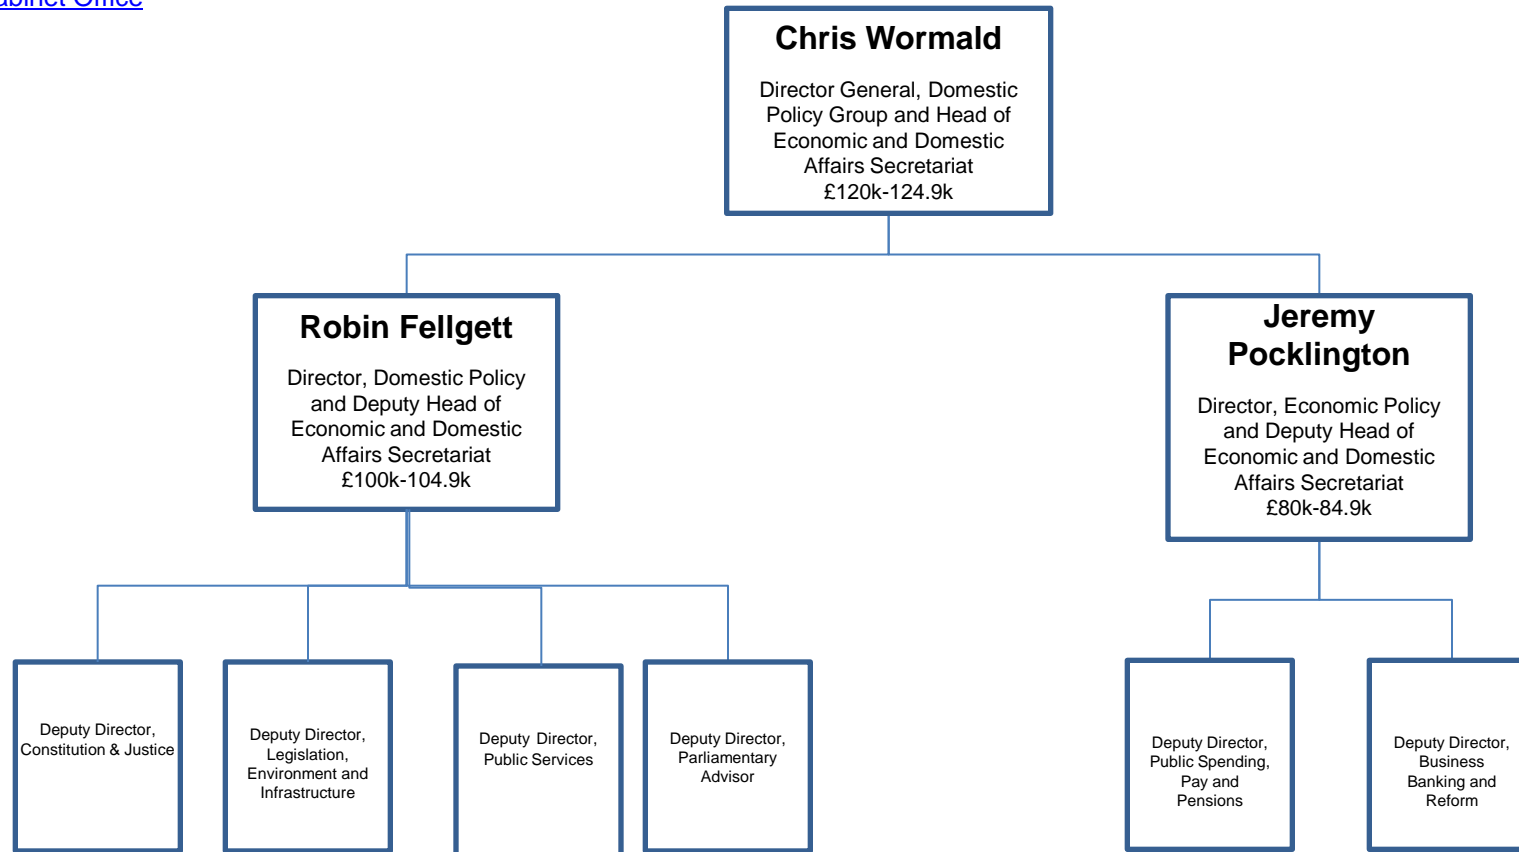 Cabinet Office
Chris Wormald
Director General, Domestic
Policy Group and Head of
Economic and Domestic
Affairs Secretariat
£120k-124.9k
Robin Fellgett
Director, Domestic Policy
and Deputy Head of
Economic and Domestic
Affairs Secretariat
£100k-104.9k
Jeremy
Pocklington
Director, Economic Policy
and Deputy Head of
Economic and Domestic
Affairs Secretariat
£80k-84.9k
Deputy Director,
Constitution & Justice
Deputy Director,
Legislation,
Environment and
Infrastructure
Deputy Director,
Public Services
Deputy Director,
Parliamentary
Advisor
Deputy Director,
Public Spending,
Pay and
Pensions
Deputy Director,
Business
Banking and
Reform